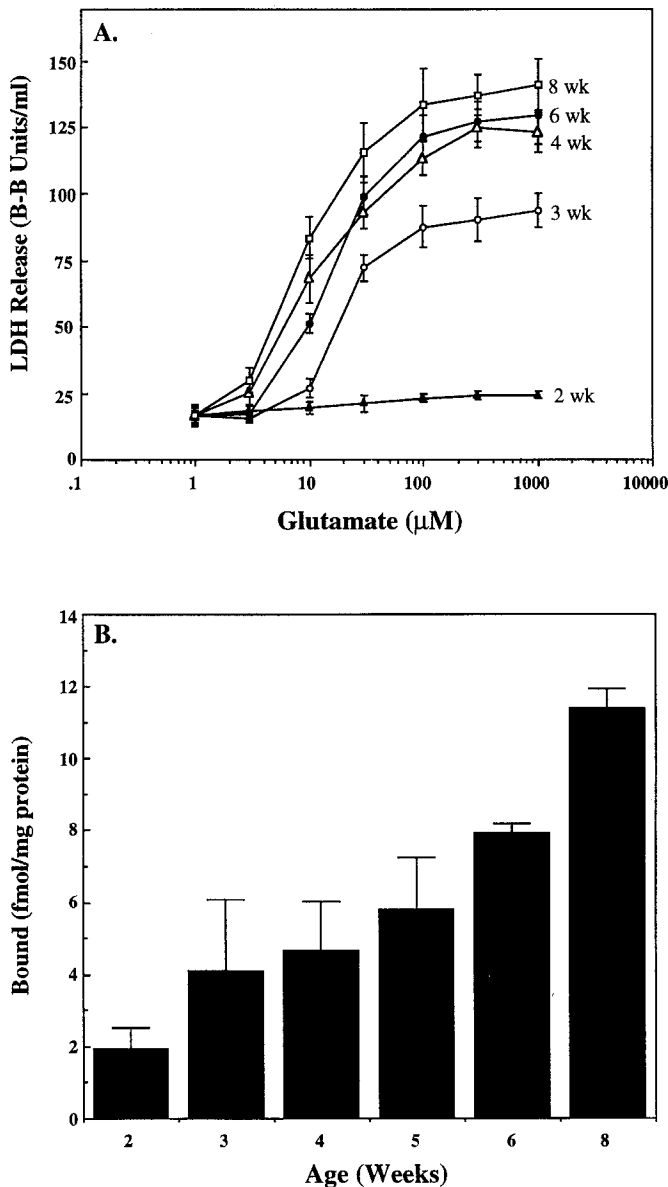 A.
LDH Release (B-B Units/ml)
150
125
100
75
50
25
0
8 wk
6 wk
4 wk
3 wk
2 wk
.1
1
10
100
1000
10000
Glutamate (μM)
B.
Bound (fmol/mg protein)
14
12
10
8
6
4
2
0
2
3
4
5
6
8
Age (Weeks)